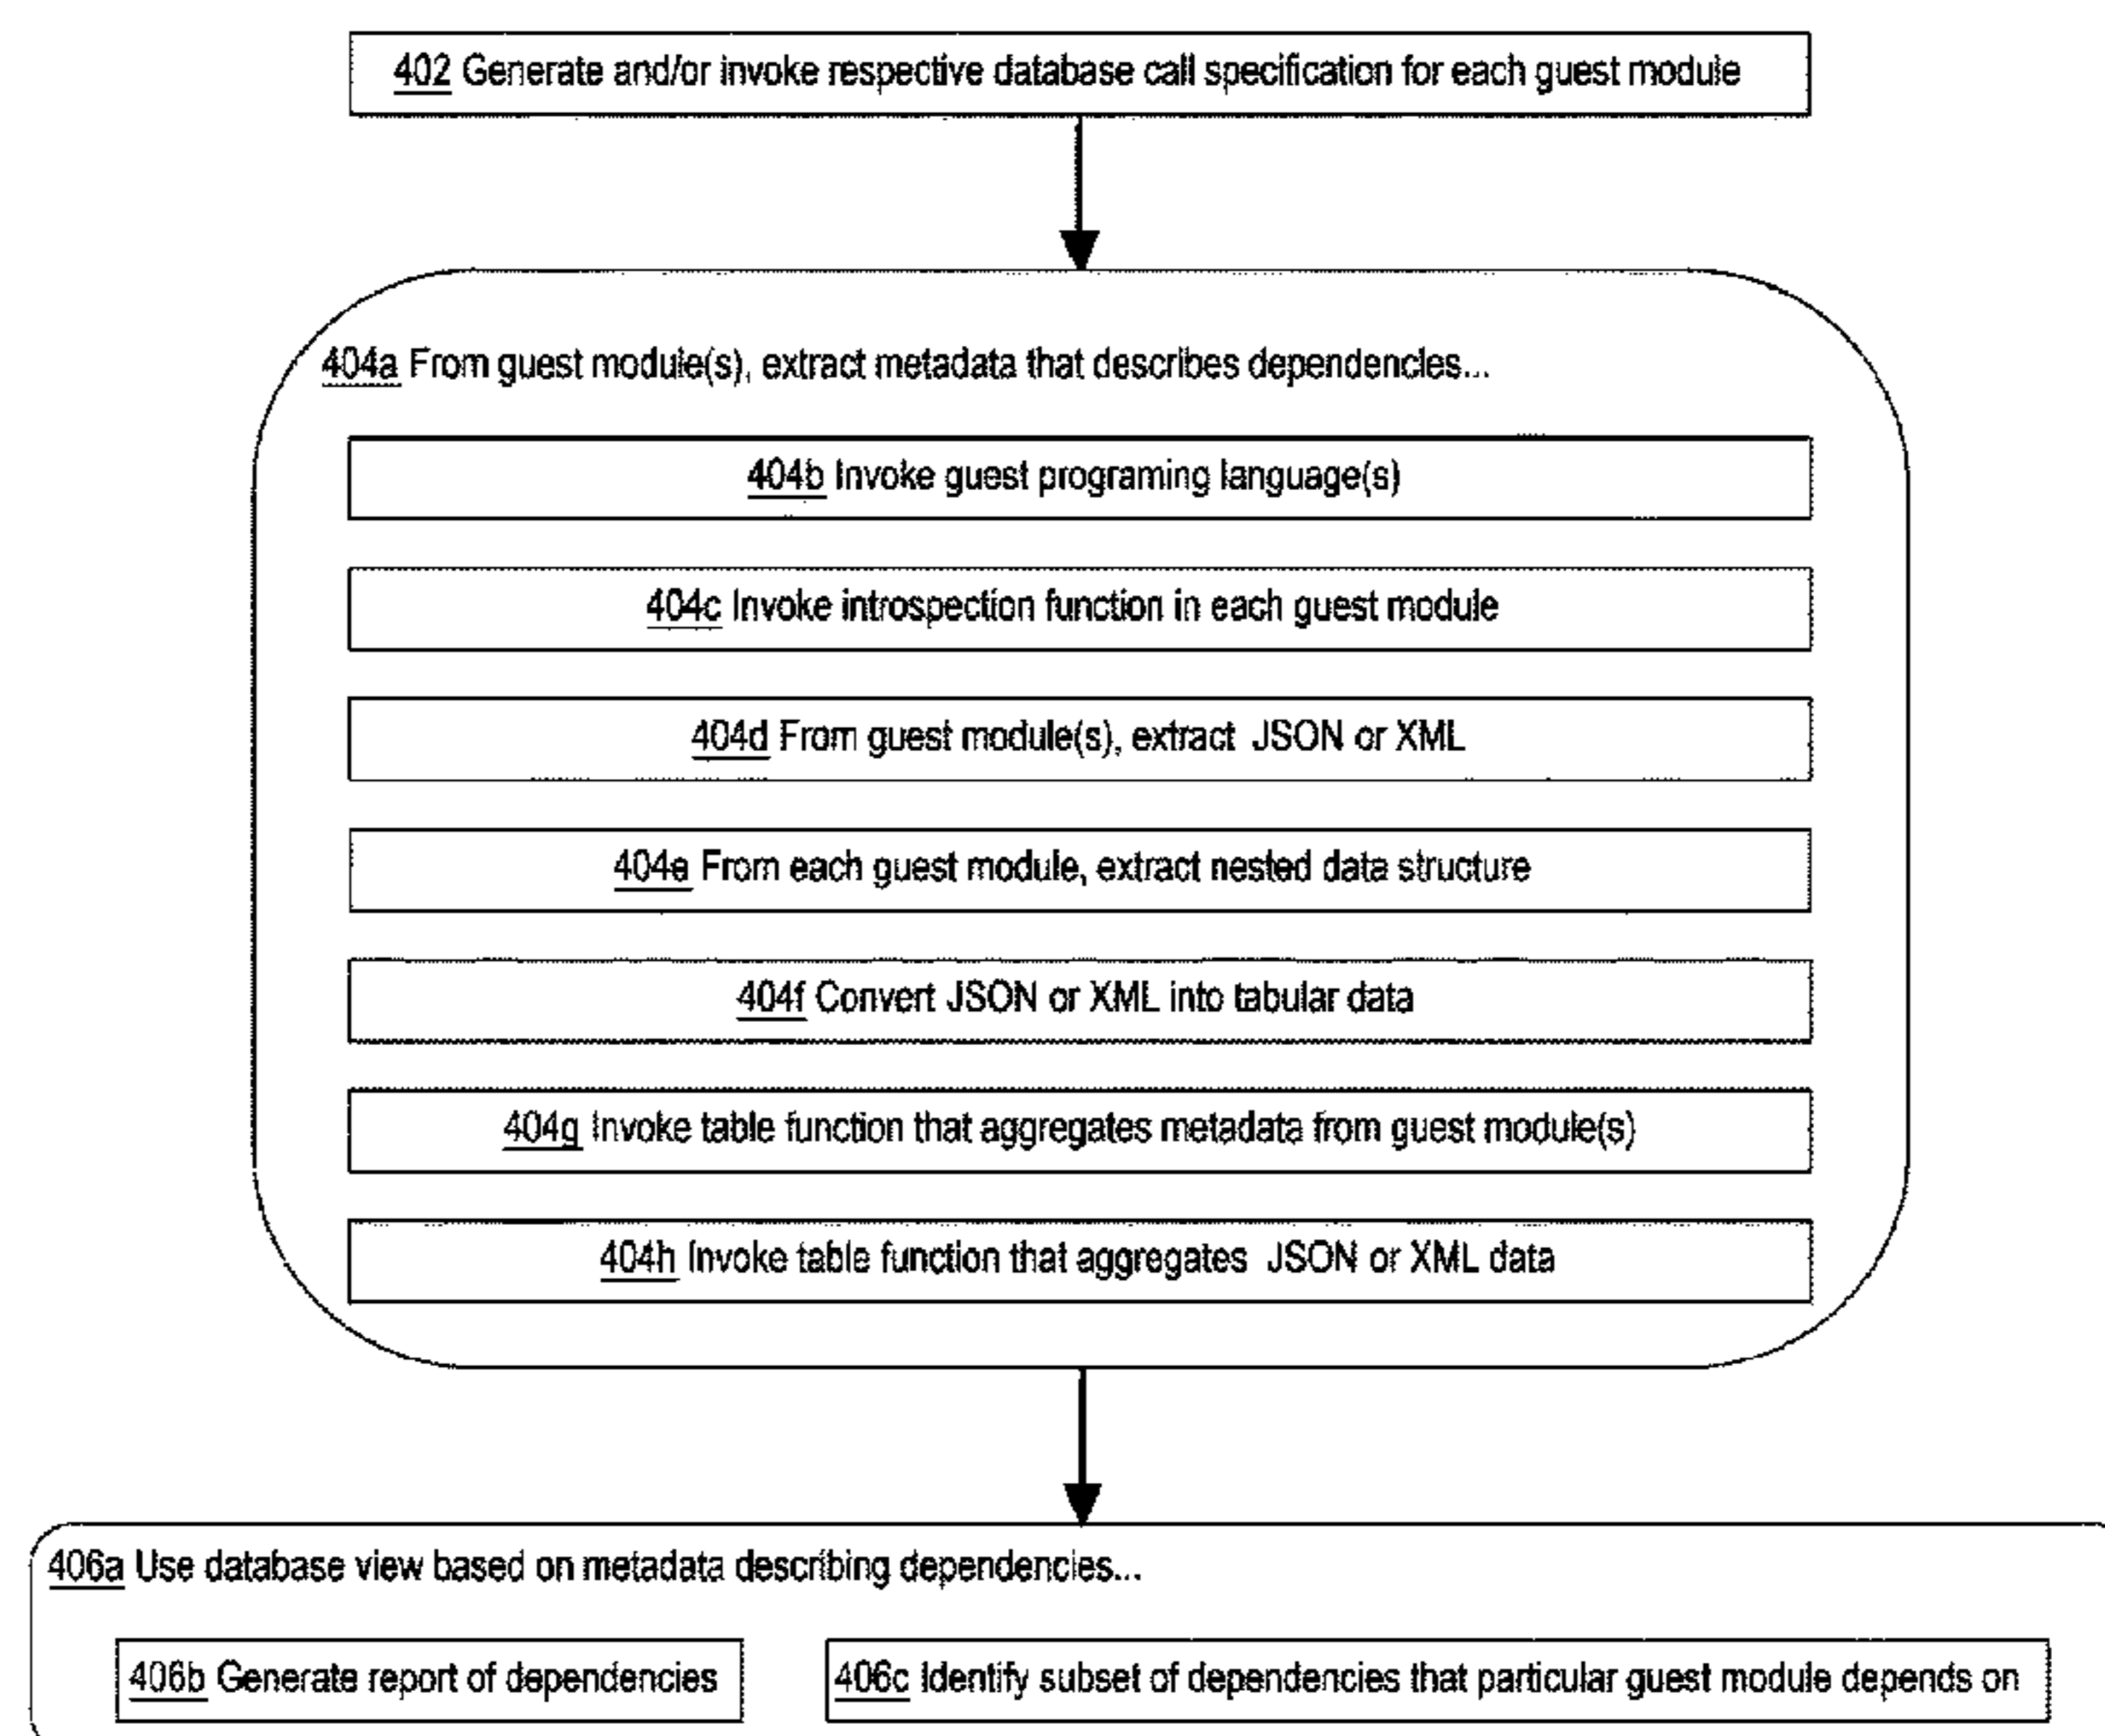 402 Generate and/or invoke respective database call specification for each guest module
404a From guest module(s), extract metadata that describes dependencies...
404b Invoke guest programing language(s)
404c Invoke introspection function in each guest module
404d From guest module(s), extract JSON or XML
404e From each guest module, extract nested data structure
404f Convert JSON or XML into tabular data
404g Invoke table function that aggregates metadata from guest module(s)
404h Invoke table function that aggregates JSON or XML data
406a Use database view based on metadata describing dependencies...
406b Generate report of dependencies
406c Identify subset of dependencies that particular guest module depends on